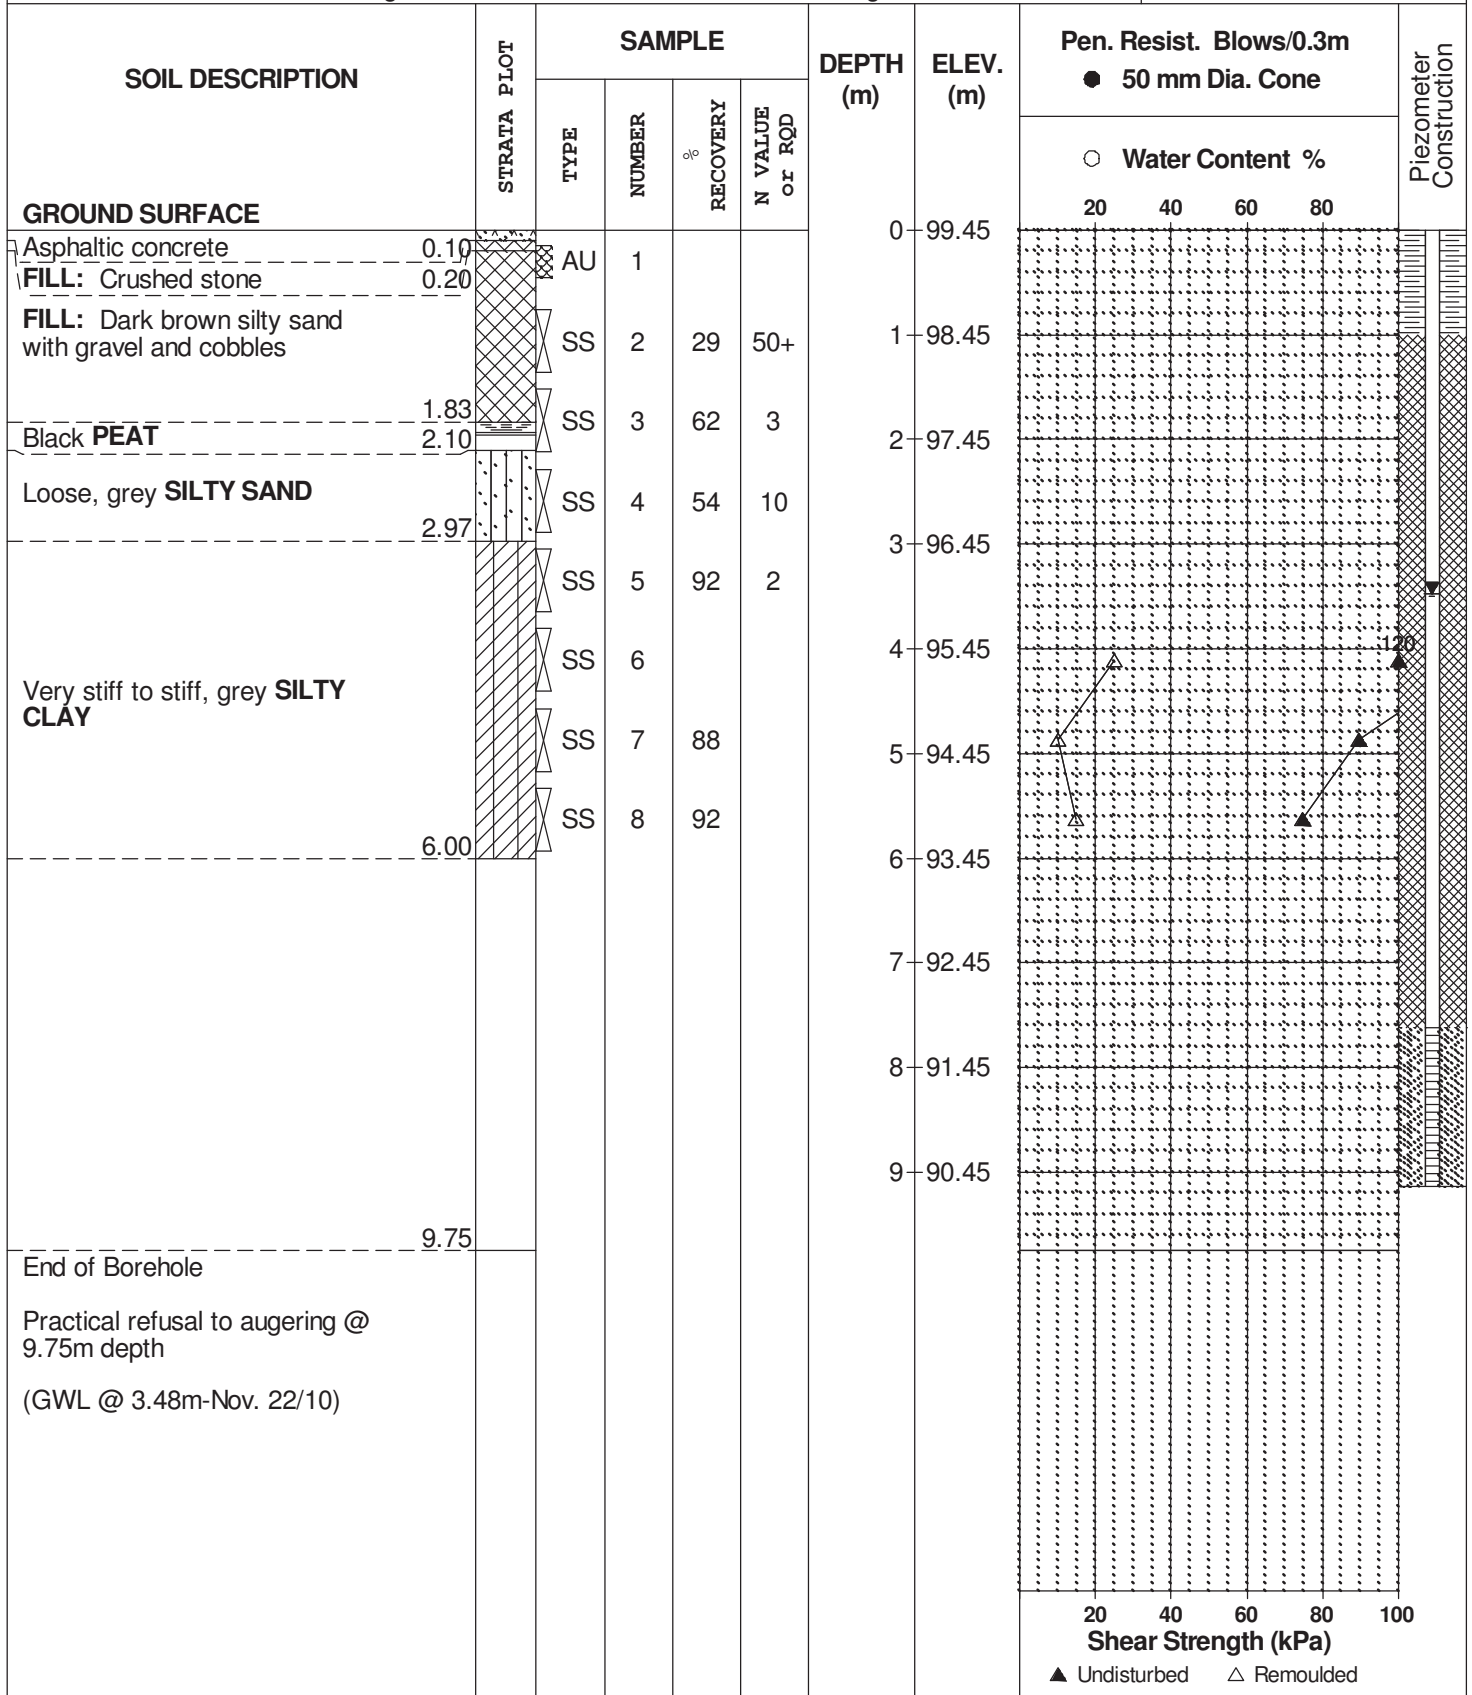 SOIL DESCRIPTION
STRATA PLOT
SAMPLE
TYPE
NUMBER
% RECOVERY
N VALUE or RQD
DEPTH (m)
ELEV. (m)
Pen. Resist. Blows/0.3m
● 50 mm Dia. Cone
○ Water Content %
Piezometer Construction
20 40 60 80
GROUND SURFACE
0 99.45
Asphaltic concrete 0.10
FILL: Crushed stone 0.20
AU 1
FILL: Dark brown silty sand
with gravel and cobbles
SS 2 29 50+
1 98.45
1.83
SS 3 62 3
Black PEAT 2.10
2 97.45
Loose, grey SILTY SAND
SS 4 54 10
2.97
3 96.45
SS 5 92 2
4 95.45
120
SS 6
Very stiff to stiff, grey SILTY
CLAY
SS 7 88
5 94.45
SS 8 92
6.00
6 93.45
7 92.45
8 91.45
9 90.45
9.75
End of Borehole
Practical refusal to augering @
9.75m depth
(GWL @ 3.48m-Nov. 22/10)
20 40 60 80 100
Shear Strength (kPa)
▲ Undisturbed △ Remoulded